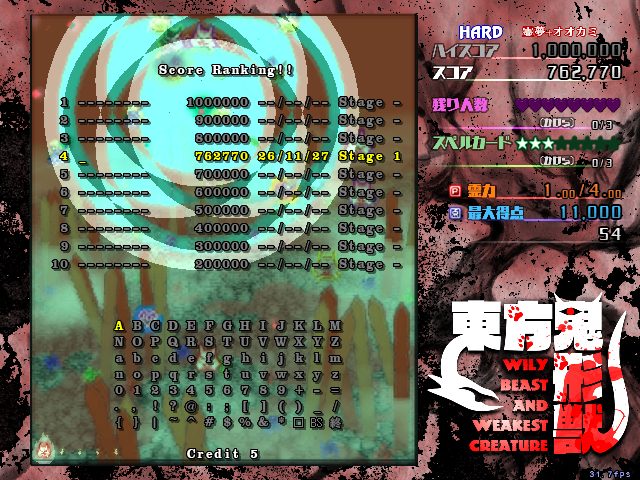 Score Ranking!!
1 -------- 1000000 --/--/-- Stage -
2 -------- 900000 --/--/-- Stage -
3 -------- 800000 --/--/-- Stage -
4 _ 762770 26/11/27 Stage 1
5 -------- 700000 --/--/-- Stage -
6 -------- 600000 --/--/-- Stage -
7 -------- 500000 --/--/-- Stage -
8 -------- 400000 --/--/-- Stage -
9 -------- 300000 --/--/-- Stage -
10 -------- 200000 --/--/-- Stage -
A B C D E F G H I J K L M
N O P Q R S T U V W X Y Z
a b c d e f g h i j k l m
n o p q r s t u v w x y z
0 1 2 3 4 5 6 7 8 9 + - =
. , ! ? @ : ; [ ] ( ) _ /
{ } | ~ ^ # $ % & * □ BS 終
Credit 5
HARD 霊夢+オオカミ
ハイスコア 1,000,000
スコア 762,770
残り人数
(かけら) 0/3
スペルカード ★★★
(かけら) 0/3
P 霊力 1.00/4.00
最大得点 11,000
54
東方鬼形獣
WILY
BEAST
AND
WEAKEST
CREATURE
31.7fps